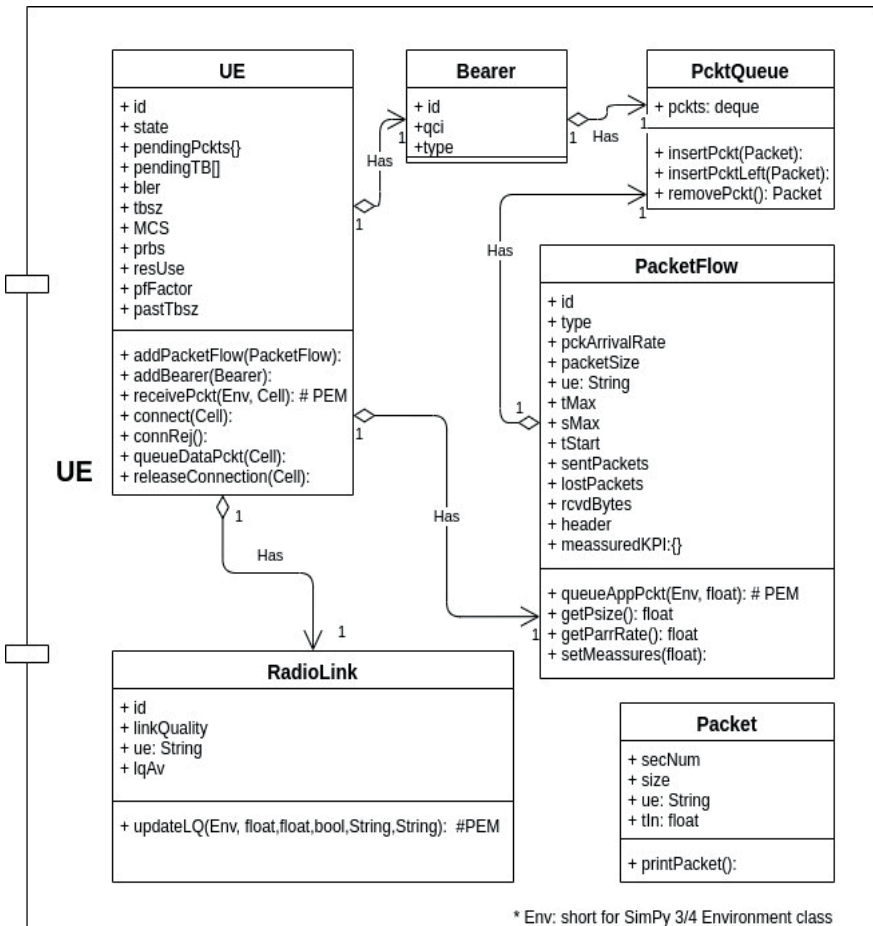 UE
+ id
+ state
+ pendingPckts{}
+ pendingTB[]
+ bler
+ tbsz
+ MCS
+ prbs
+ resUse
+ pfFactor
+ pastTbsz
+ addPacketFlow(PacketFlow):
+ addBearer(Bearer):
+ receivePckt(Env, Cell): # PEM
+ connect(Cell):
+ connRej():
+ queueDataPckt(Cell):
+ releaseConnection(Cell):
Has
1
1
Bearer
+ id
+qci
+type
1
Has
1
PcktQueue
+ pckts: deque
+ insertPckt(Packet):
+ insertPcktLeft(Packet):
+ removePckt(): Packet
1
Has
1
PacketFlow
+ id
+ type
+ pckArrivalRate
+ packetSize
+ ue: String
+ tMax
+ sMax
+ tStart
+ sentPackets
+ lostPackets
+ rcvdBytes
+ header
+ meassuredKPI:{}
+ queueAppPckt(Env, float): # PEM
+ getPsize(): float
+ getParrRate(): float
+ setMeassures(float):
1
Has
1
UE
1
Has
1
RadioLink
+ id
+ linkQuality
+ ue: String
+ lqAv
+ updateLQ(Env, float,float,bool,String,String): #PEM
Packet
+ secNum
+ size
+ ue: String
+ tIn: float
+ printPacket():
* Env: short for SimPy 3/4 Environment class